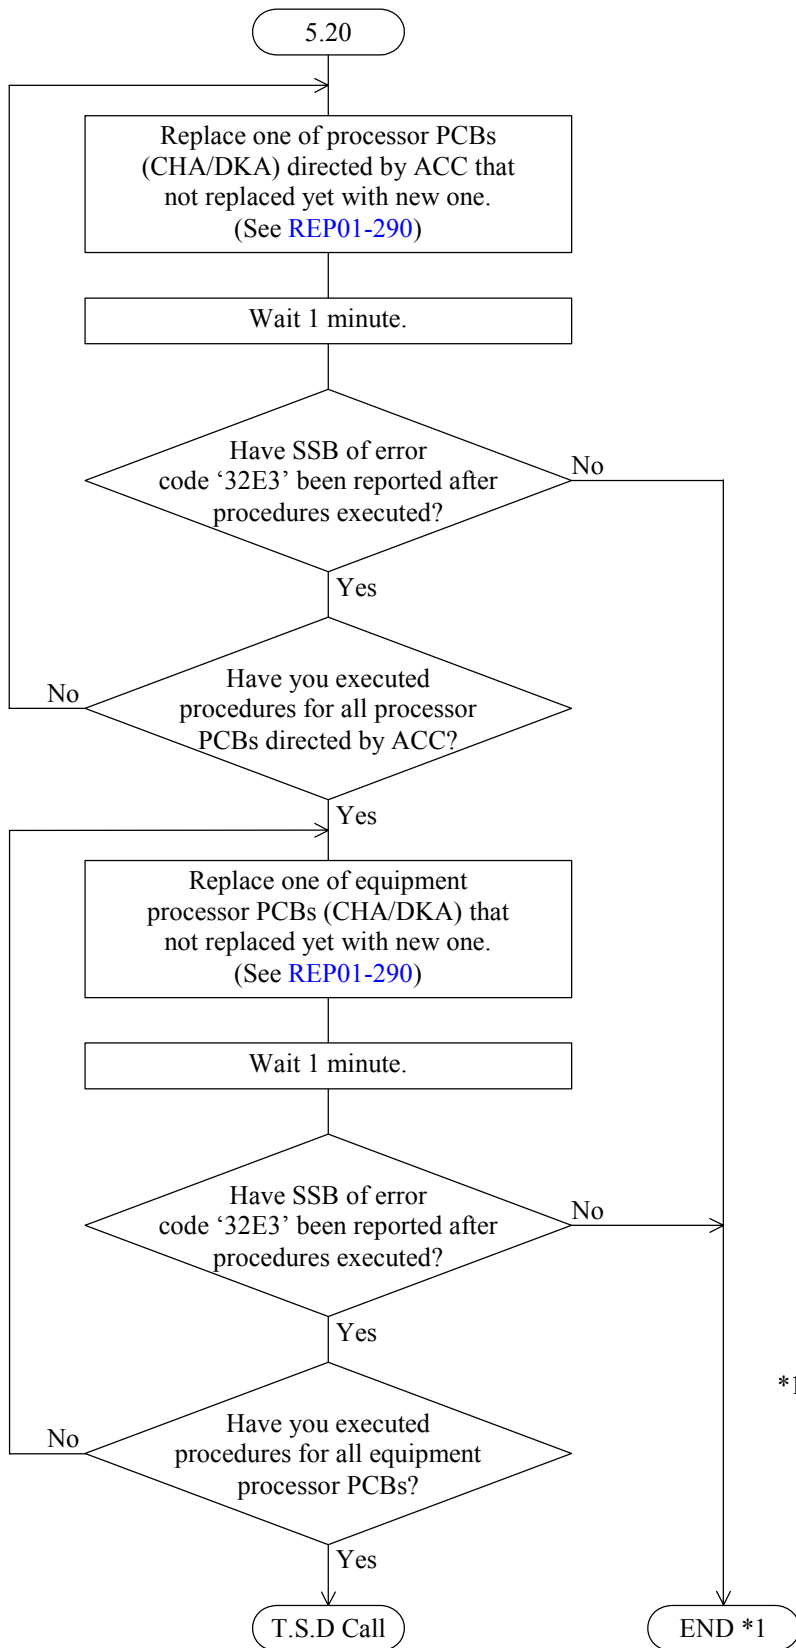 5.20
Replace one of processor PCBs
(CHA/DKA) directed by ACC that
not replaced yet with new one.
(See REP01-290)
Wait 1 minute.
Have SSB of error
code ‘32E3’ been reported after
procedures executed?
No
Yes
Have you executed
procedures for all processor
PCBs directed by ACC?
No
Yes
Replace one of equipment
processor PCBs (CHA/DKA) that
not replaced yet with new one.
(See REP01-290)
Wait 1 minute.
Have SSB of error
code ‘32E3’ been reported after
procedures executed?
No
Yes
*1
Have you executed
procedures for all equipment
processor PCBs?
No
Yes
T.S.D Call
END *1